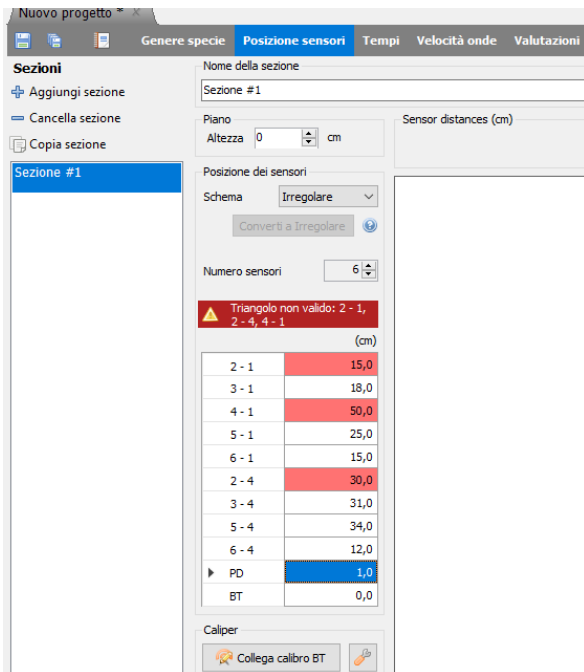 Nuovo progetto *
Genere specie Posizione sensori Tempi Velocità onde Valutazioni
Sezioni
Aggiungi sezione
Cancella sezione
Copia sezione
Sezione #1
Nome della sezione
Sezione #1
Piano
Altezza 0 cm
Sensor distances (cm)
Posizione dei sensori
Schema Irregolare
Converti a Irregolare
Numero sensori 6
Triangolo non valido: 2 - 1,
2 - 4, 4 - 1
(cm)
2 - 1 15,0
3 - 1 18,0
4 - 1 50,0
5 - 1 25,0
6 - 1 15,0
2 - 4 30,0
3 - 4 31,0
5 - 4 34,0
6 - 4 12,0
PD 1,0
BT 0,0
Caliper
Collega calibro BT